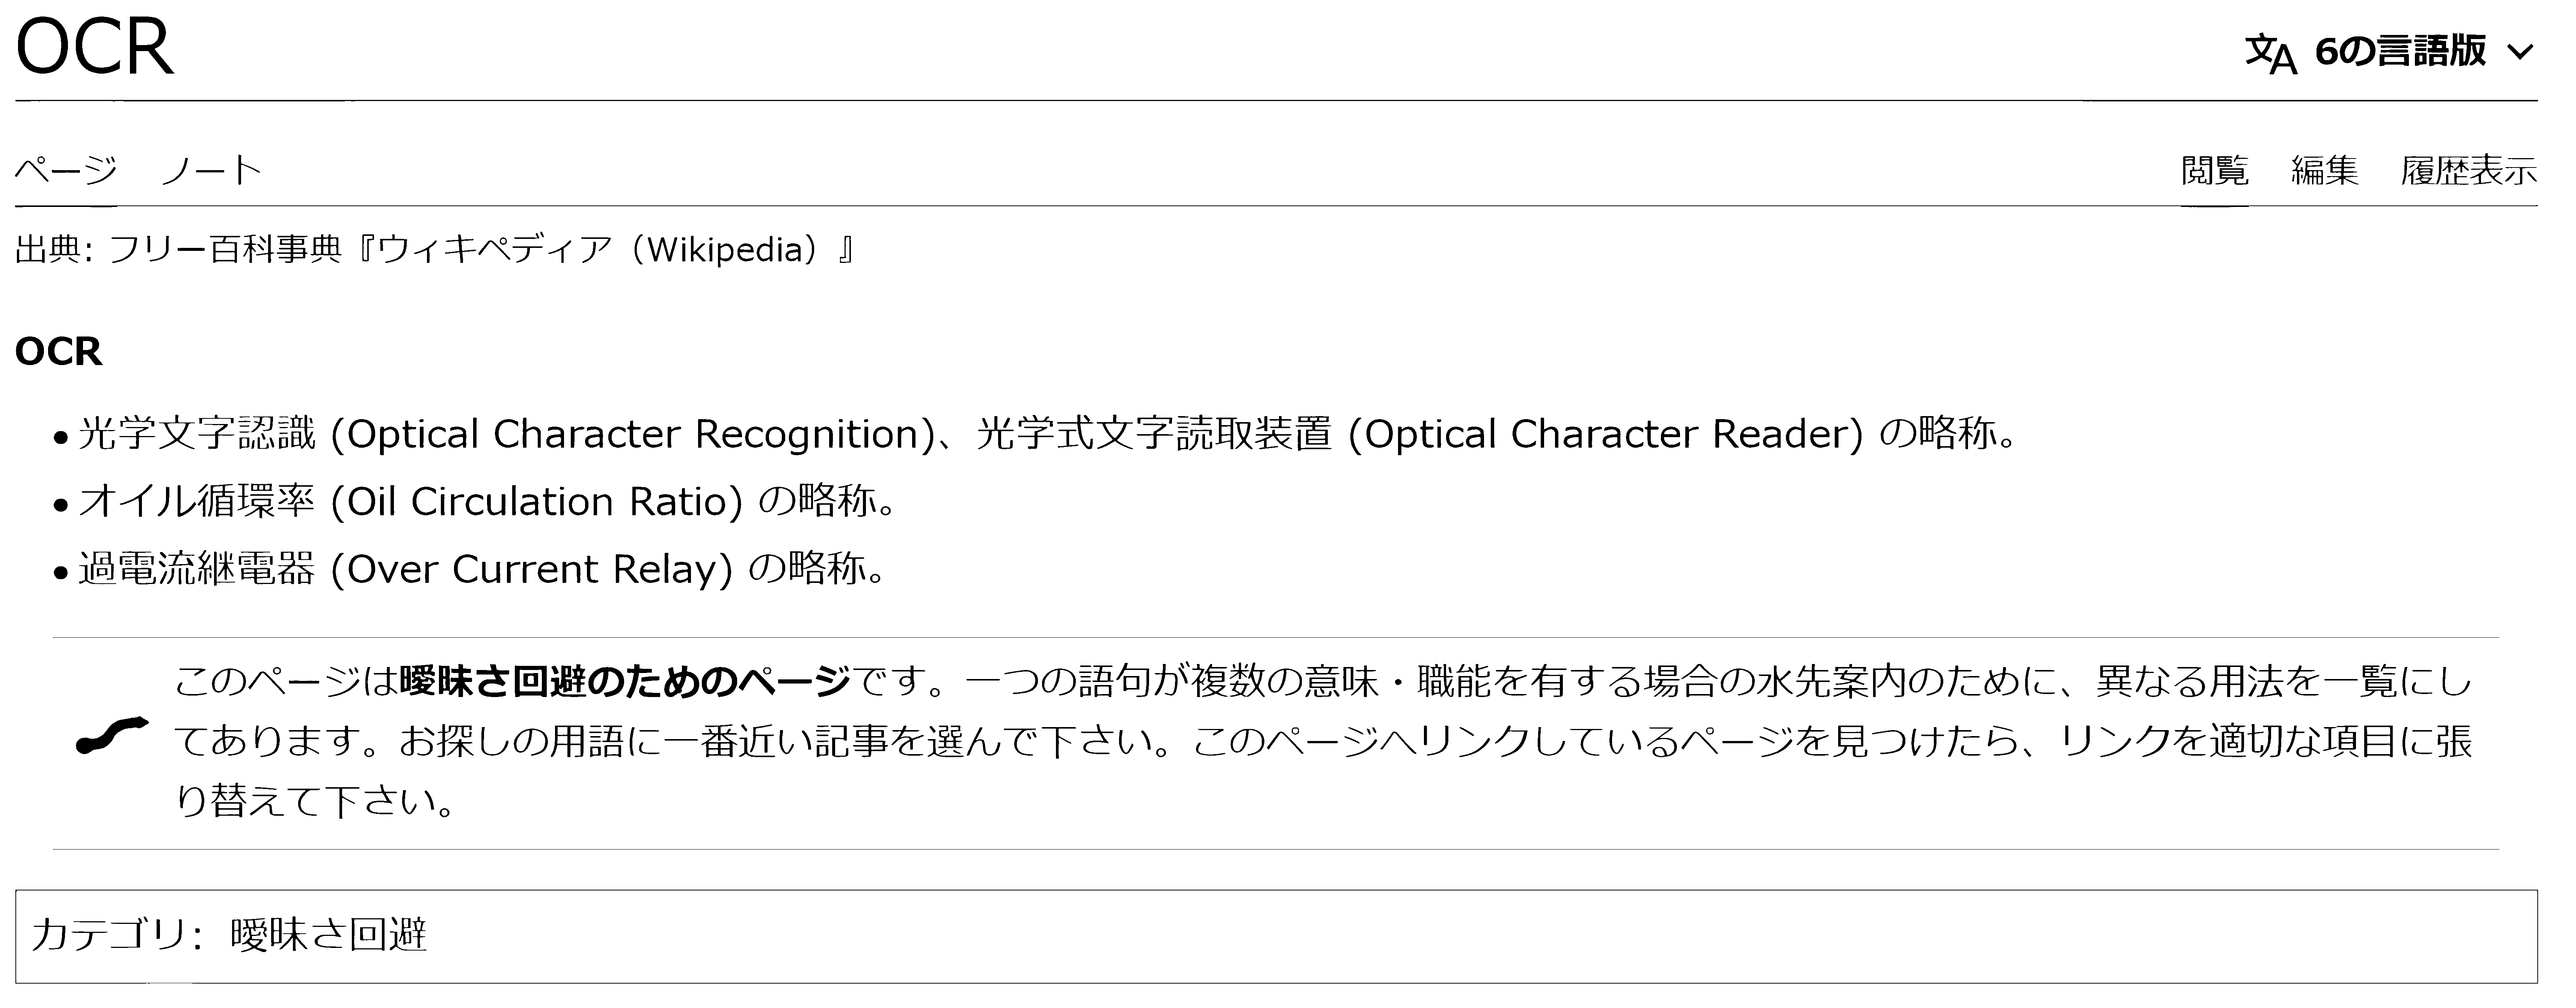 OCR
文A 6の言語版
ページ ノート 閲覧 編集 履歴表示
出典: フリー百科事典『ウィキペディア（Wikipedia）』
OCR
• 光学文字認識 (Optical Character Recognition)、光学式文字読取装置 (Optical Character Reader) の略称。
• オイル循環率 (Oil Circulation Ratio) の略称。
• 過電流継電器 (Over Current Relay) の略称。
このページは曖昧さ回避のためのページです。一つの語句が複数の意味・職能を有する場合の水先案内のために、異なる用法を一覧にし
てあります。お探しの用語に一番近い記事を選んで下さい。このページへリンクしているページを見つけたら、リンクを適切な項目に張
り替えて下さい。
カテゴリ: 曖昧さ回避